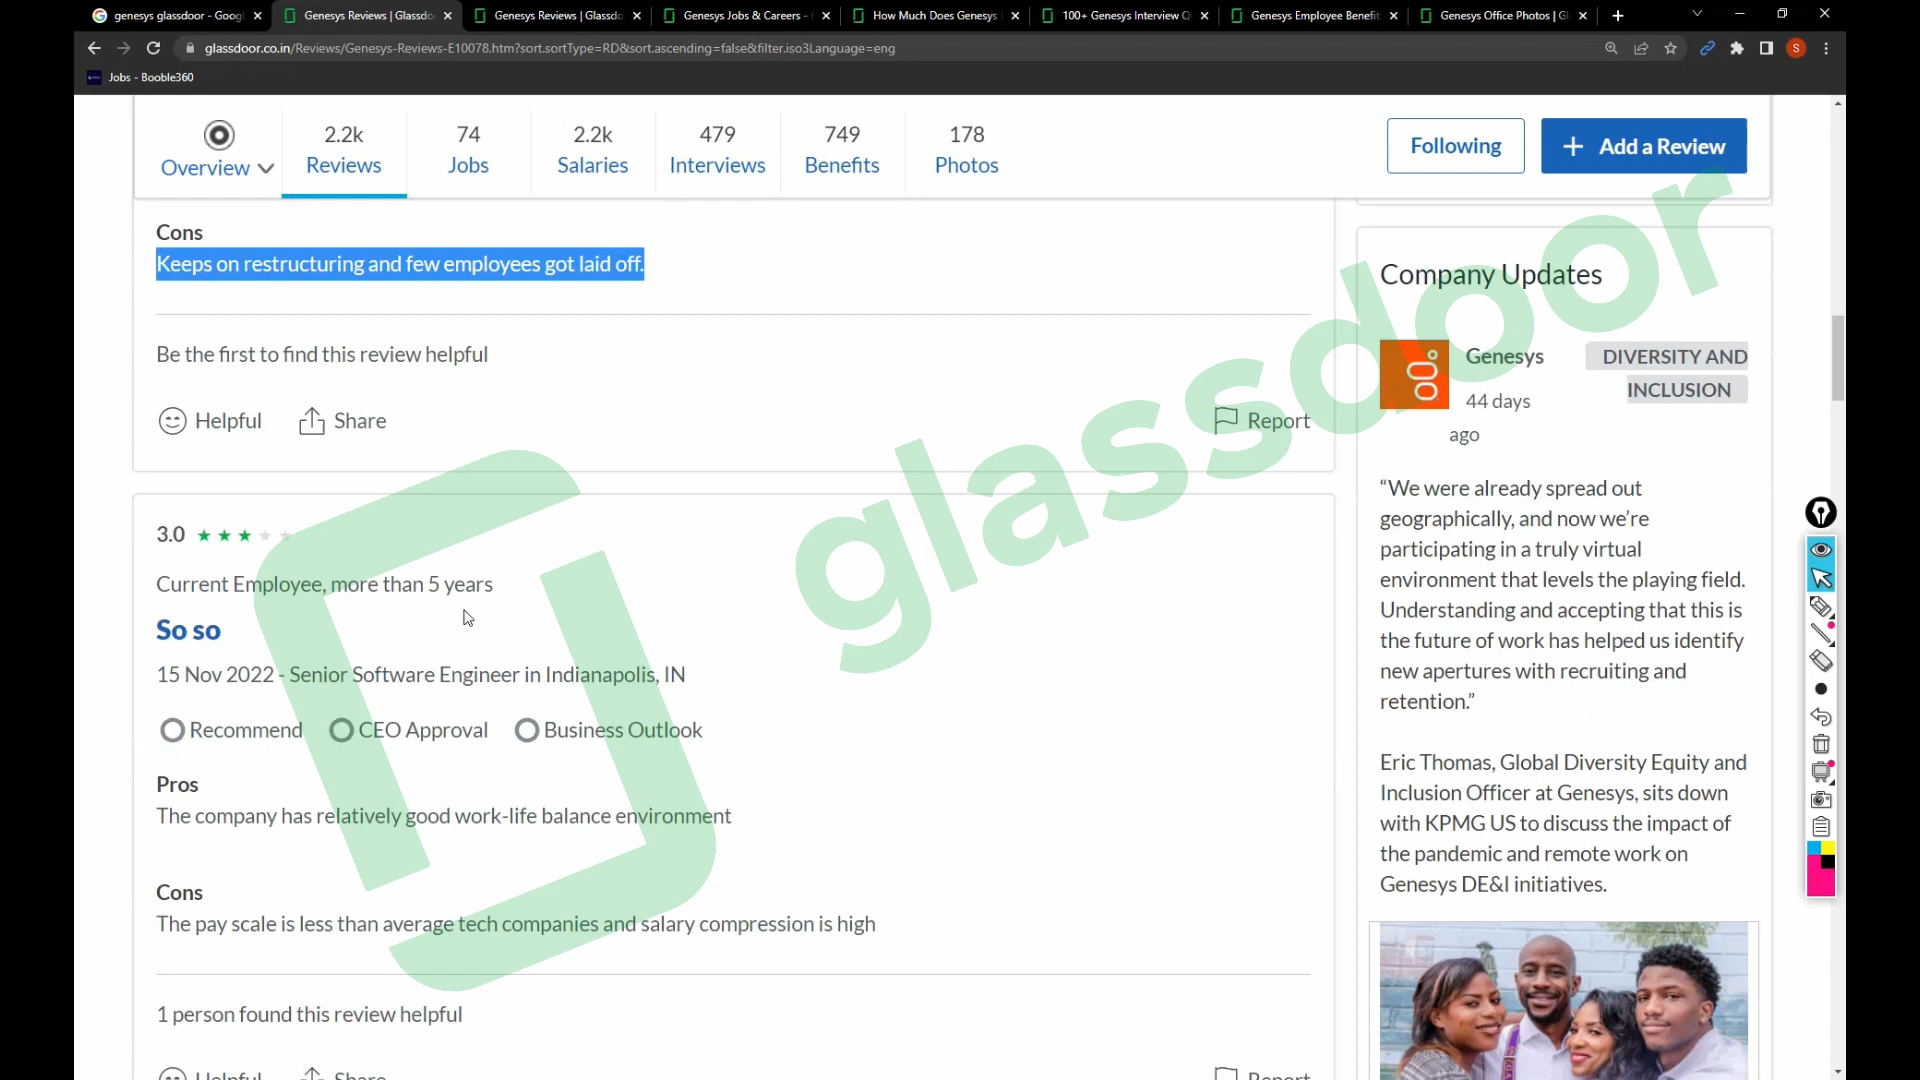 genesys glassdoor - Goog
Genesys Reviews | Glassdo
Genesys Reviews | Glassdo
Genesys Jobs & Careers -
How Much Does Genesys
100+ Genesys Interview Q
Genesys Employee Benefit
Genesys Office Photos | Gl
glassdoor.co.in/Reviews/Genesys-Reviews-E10078.htm?sort.sortType=RD&sort.ascending=false&filter.iso3Language=eng
S
Jobs - Booble360
Overview
2.2k
Reviews
74
Jobs
2.2k
Salaries
479
Interviews
749
Benefits
178
Photos
Following
+ Add a Review
Cons
Keeps on restructuring and few employees got laid off.
Be the first to find this review helpful
Helpful
Share
Report
3.0
Current Employee, more than 5 years
So so
15 Nov 2022 - Senior Software Engineer in Indianapolis, IN
Recommend
CEO Approval
Business Outlook
Pros
The company has relatively good work-life balance environment
Cons
The pay scale is less than average tech companies and salary compression is high
1 person found this review helpful
Helpful
Share
Report
glassdoor
Company Updates
Genesys
44 days
ago
DIVERSITY AND
INCLUSION
“We were already spread out
geographically, and now we’re
participating in a truly virtual
environment that levels the playing field.
Understanding and accepting that this is
the future of work has helped us identify
new apertures with recruiting and
retention.”
Eric Thomas, Global Diversity Equity and
Inclusion Officer at Genesys, sits down
with KPMG US to discuss the impact of
the pandemic and remote work on
Genesys DE&I initiatives.